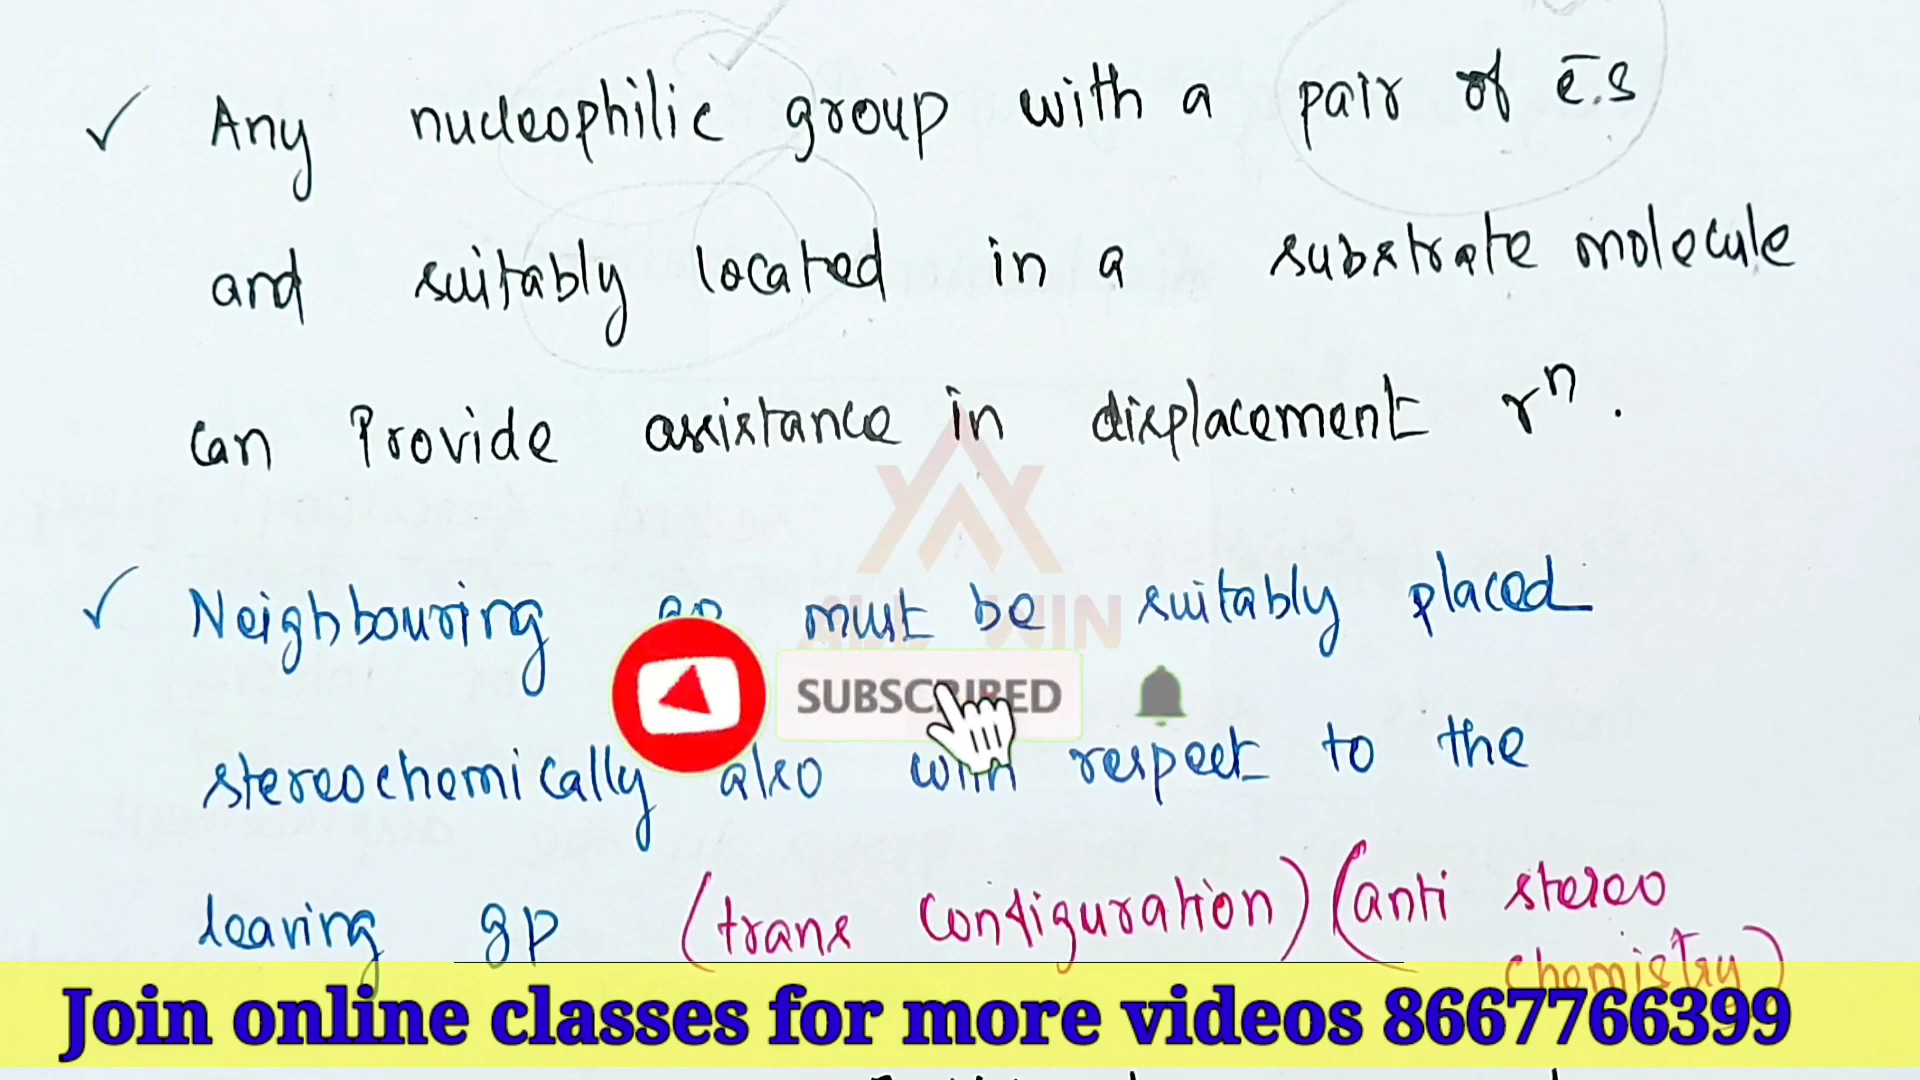 ✓ Any nucleophilic group with a pair of ē.s
and suitably located in a substrate molecule
can Provide assistance in displacement rⁿ.
✓ Neighbouring gp must be suitably placed
ALL WIN
SUBSCRIBED
stereochemically also with respect to the
leaving gp (trans configuration) (anti stereo
chemistry)
Join online classes for more videos 8667766399